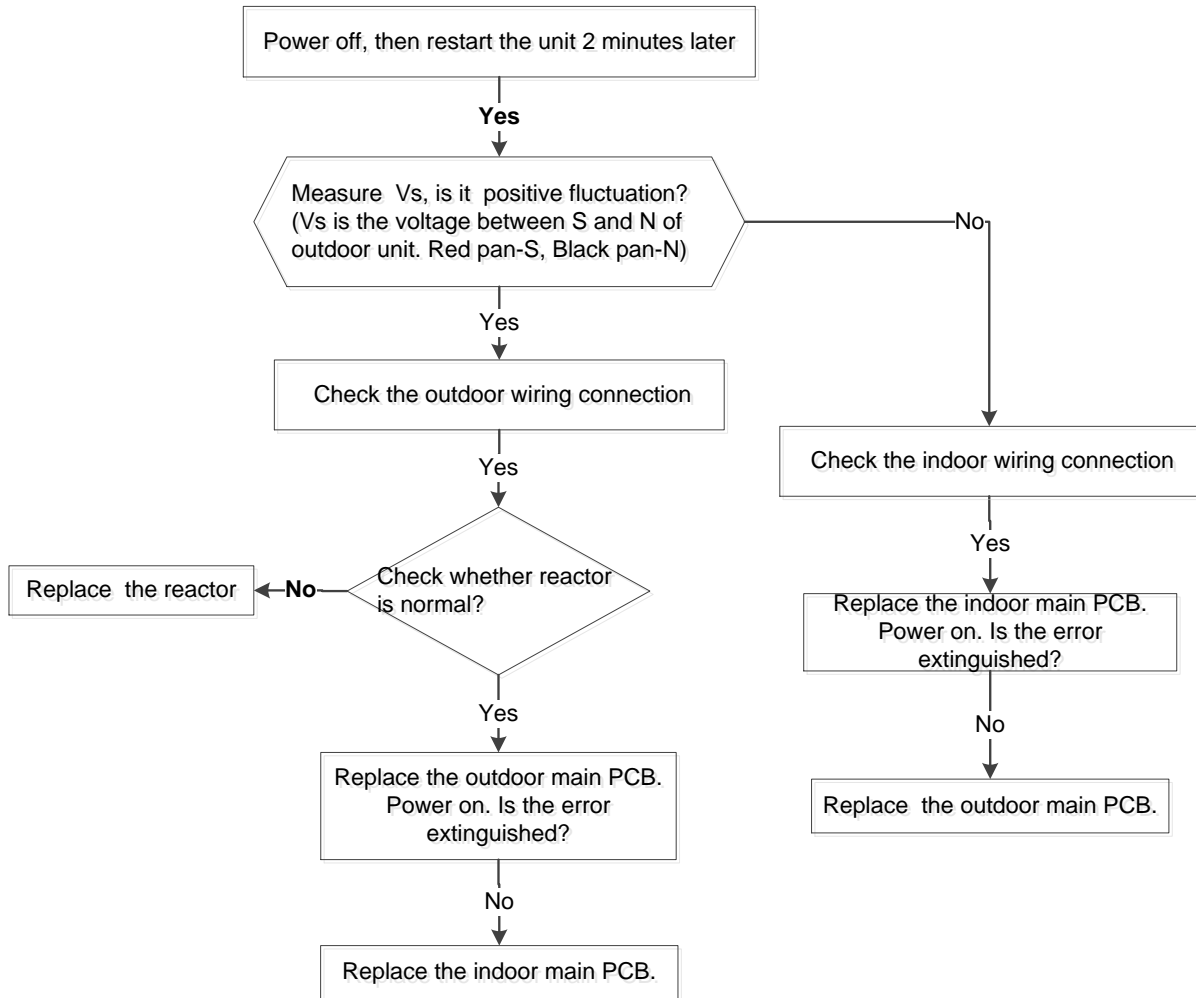 Power off, then restart the unit 2 minutes later
Yes
Measure Vs, is it positive fluctuation?
(Vs is the voltage between S and N of
outdoor unit. Red pan-S, Black pan-N)
No
Yes
Check the outdoor wiring connection
Check the indoor wiring connection
Yes
Yes
Check whether reactor
is normal?
No
Replace the reactor
Replace the indoor main PCB.
Power on. Is the error
extinguished?
Yes
No
Replace the outdoor main PCB.
Power on. Is the error
extinguished?
Replace the outdoor main PCB.
No
Replace the indoor main PCB.